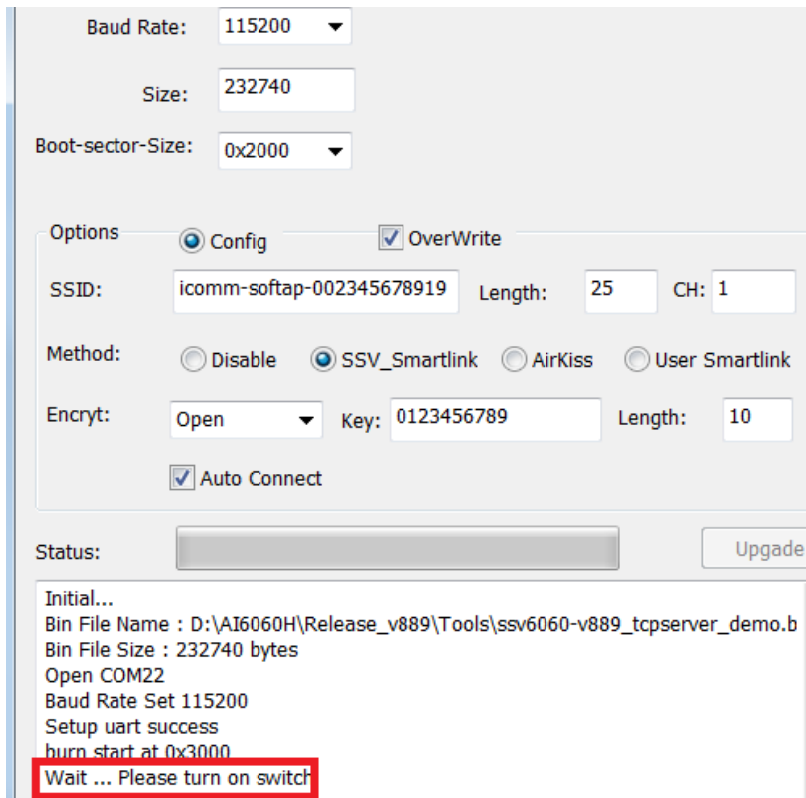 Baud Rate: 115200
Size: 232740
Boot-sector-Size: 0x2000
Options Config OverWrite
SSID: icomm-softap-002345678919 Length: 25 CH: 1
Method: Disable SSV_Smartlink AirKiss User Smartlink
Encryt: Open Key: 0123456789 Length: 10
Auto Connect
Status: Upgade
Initial...
Bin File Name : D:\AI6060H\Release_v889\Tools\ssv6060-v889_tcpserver_demo.b
Bin File Size : 232740 bytes
Open COM22
Baud Rate Set 115200
Setup uart success
burn start at 0x3000
Wait ... Please turn on switch